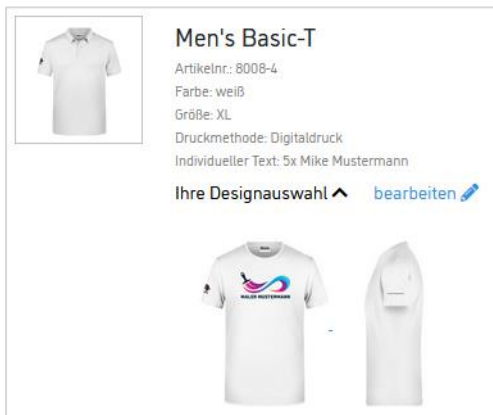 Men's Basic-T
Artikelnr.: 8008-4
Farbe: weiß
Größe: XL
Druckmethode: Digitaldruck
Individueller Text: 5x Mike Mustermann
Ihre Designauswahl
bearbeiten
MALER MUSTERMANN